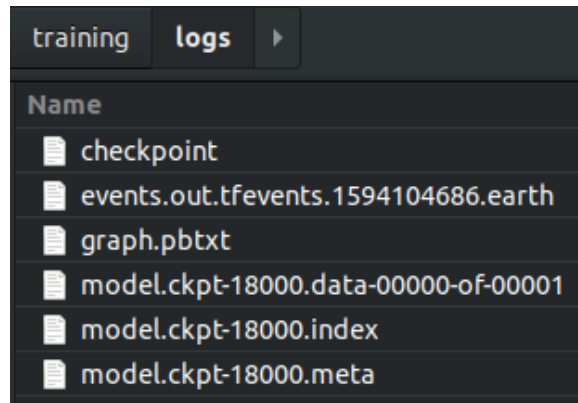 training logs
Name
checkpoint
events.out.tfevents.1594104686.earth
graph.pbtxt
model.ckpt-18000.data-00000-of-00001
model.ckpt-18000.index
model.ckpt-18000.meta